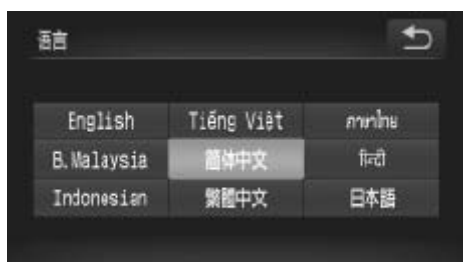 语言
English Tiếng Việt ภาษาไทย
B.Malaysia 简体中文 हिन्दी
Indonesian 繁體中文 日本語